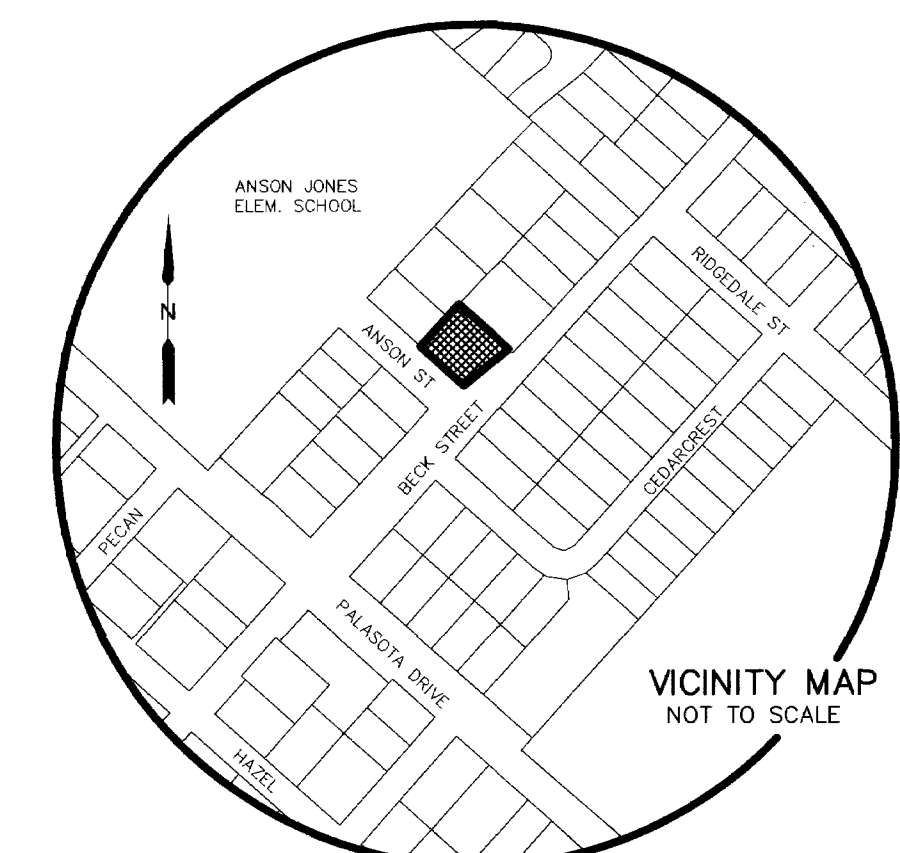 ANSON JONES
ELEM. SCHOOL
N
RIDGEDALE ST
ANSON ST
BECK STREET
CEDARCREST
PECAN
PALASOTA DRIVE
HAZEL
VICINITY MAP
NOT TO SCALE